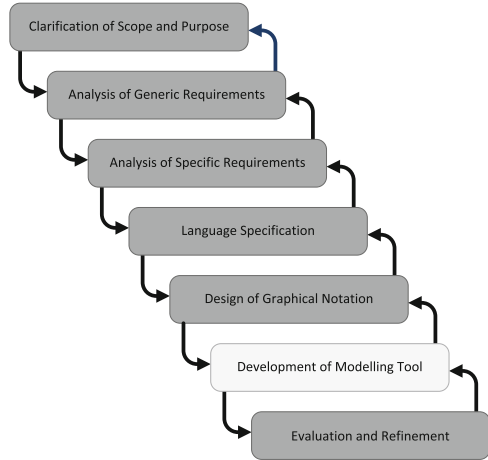 Clarification of Scope and Purpose
Analysis of Generic Requirements
Analysis of Specific Requirements
Language Specification
Design of Graphical Notation
Development of Modelling Tool
Evaluation and Refinement